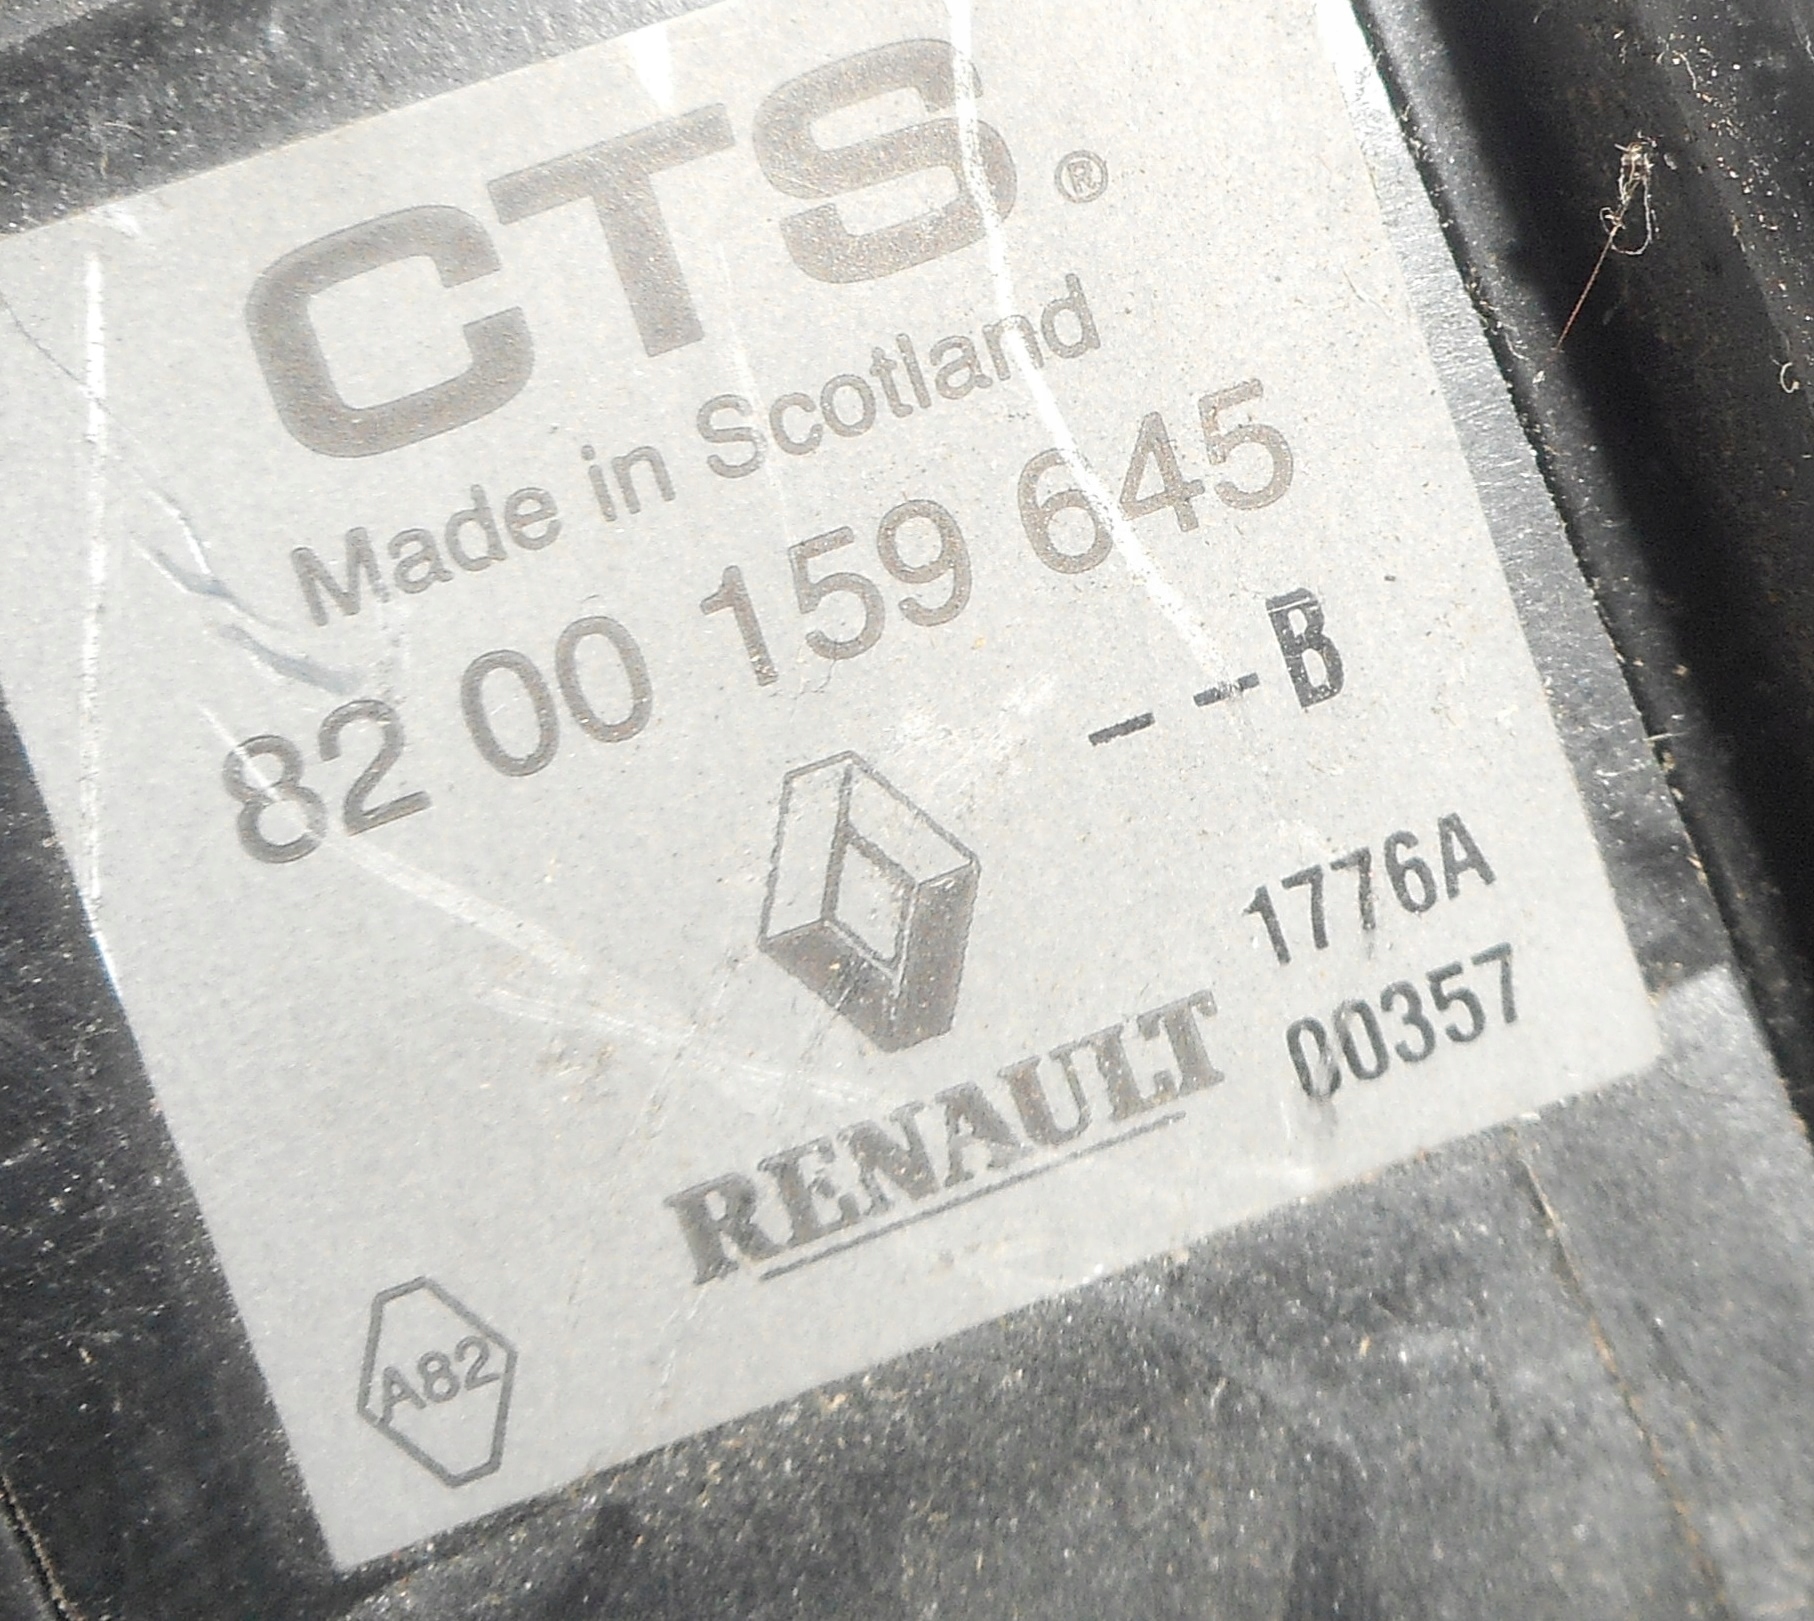 CTS®
Made in Scotland
82 00 159 645
--B
1776A
00357
RENAULT
A82